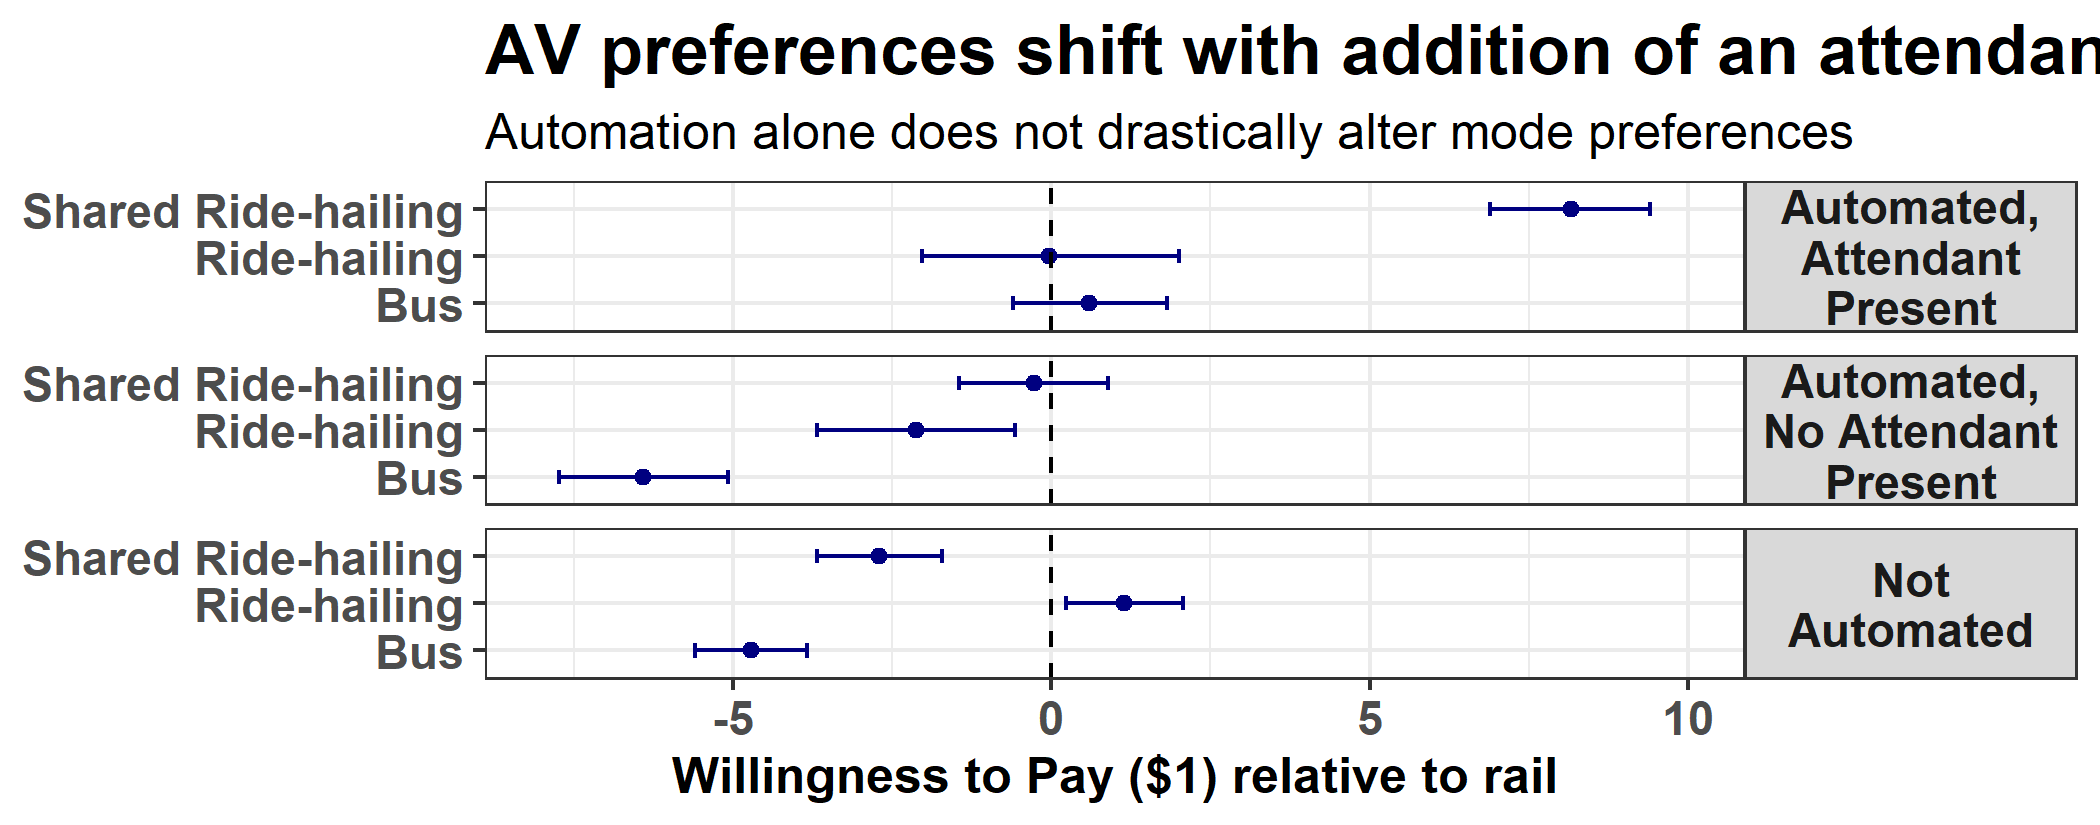 AV preferences shift with addition of an attendan
Automation alone does not drastically alter mode preferences
Shared Ride-hailing
Ride-hailing
Bus
Automated,
Attendant
Present
Shared Ride-hailing
Ride-hailing
Bus
Automated,
No Attendant
Present
Shared Ride-hailing
Ride-hailing
Bus
Not
Automated
-5 0 5 10
Willingness to Pay ($1) relative to rail